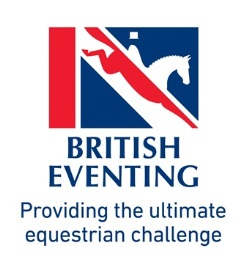 BRITISH
EVENTING
Providing the ultimate
equestrian challenge